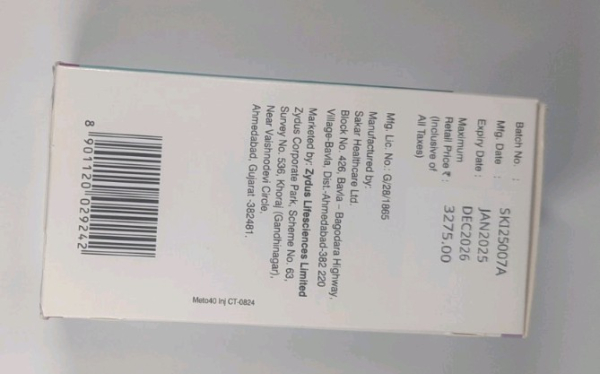 Batch No. : SKI25007A
Mfg. Date : JAN2025
Expiry Date : DEC2026
Maximum
Retail Price ₹ : 3275.00
(Inclusive of
All Taxes)
Mfg. Lic. No.: G/28/1865
Manufactured by:
Sakar Healthcare Ltd.
Block No. 426, Bavla – Bagodara Highway,
Village-Bavla, Dist.-Ahmedabad-382 220
Marketed by: Zydus Lifesciences Limited
Zydus Corporate Park, Scheme No. 63,
Survey No. 536, Khoraj (Gandhinagar),
Near Vaishnodevi Circle,
Ahmedabad, Gujarat -382481.
8 901120 029242
Meto40 Inj CT-0824